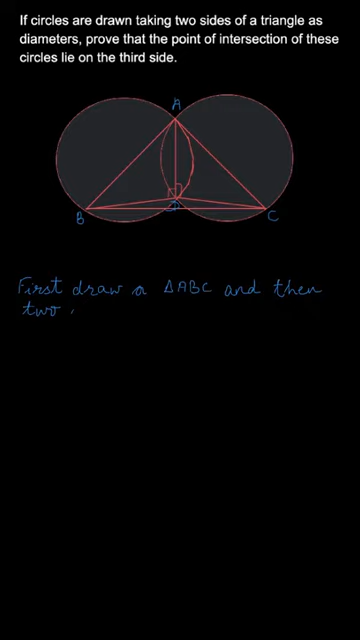 If circles are drawn taking two sides of a triangle as
diameters, prove that the point of intersection of these
circles lie on the third side.
A
B
D
C
First draw a △ABC and then
two